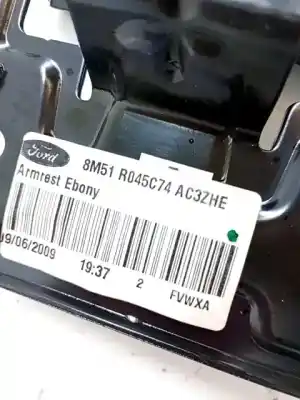 Ford
8M51 R045C74 AC3ZHE
Armrest Ebony
09/06/2009 19:37 2 FVWXA